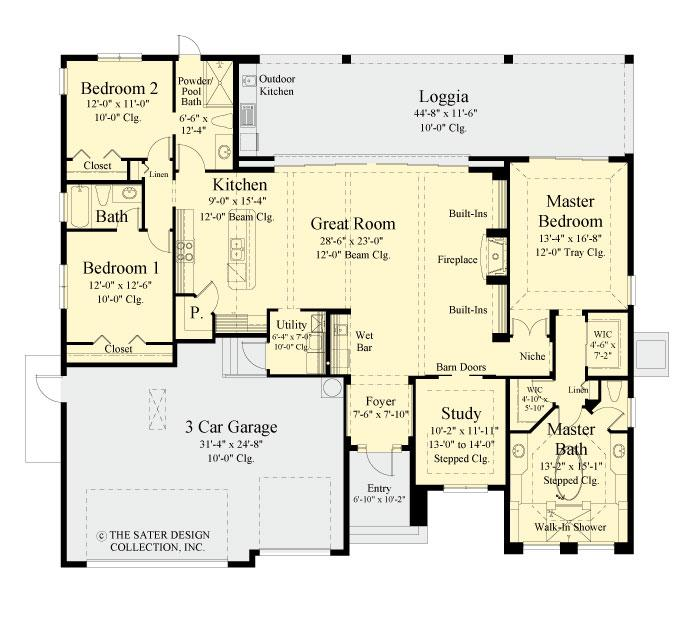 Bedroom 2
12'-0" x 11'-0"
10'-0" Clg.
Powder/
Pool
Bath
6'-6" x
12'-4"
Outdoor
Kitchen
Loggia
44'-8" x 11'-6"
10'-0" Clg.
Closet
Linen
Kitchen
9'-0" x 15'-4"
12'-0" Beam Clg.
Bath
Great Room
28'-6" x 23'-0"
12'-0" Beam Clg.
Built-Ins
Fireplace
Built-Ins
Master
Bedroom
13'-4" x 16'-8"
12'-0" Tray Clg.
Bedroom 1
12'-0" x 12'-6"
10'-0" Clg.
Closet
P.
Utility
6'-4" x 7'-0"
10'-0" Clg.
Wet
Bar
Barn Doors
Niche
WIC
4'-6" x
7'-2"
WIC
4'-10" x
5'-10"
Linen
3 Car Garage
31'-4" x 24'-8"
10'-0" Clg.
Foyer
7'-6" x 7'-10"
Study
10'-2" x 11'-11"
13'-0" to 14'-0"
Stepped Clg.
Master
Bath
13'-2" x 15'-1"
Stepped Clg.
Entry
6'-10" x 10'-2"
Walk-In Shower
© THE SATER DESIGN
COLLECTION, INC.